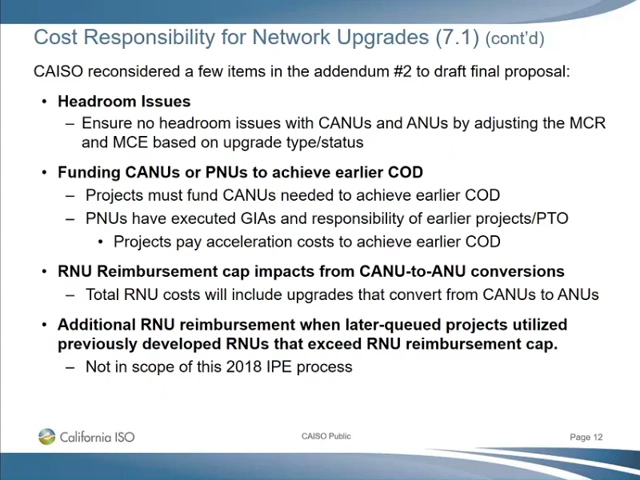 Cost Responsibility for Network Upgrades (7.1) (cont'd)
CAISO reconsidered a few items in the addendum #2 to draft final proposal:
• Headroom Issues
– Ensure no headroom issues with CANUs and ANUs by adjusting the MCR
and MCE based on upgrade type/status
• Funding CANUs or PNUs to achieve earlier COD
– Projects must fund CANUs needed to achieve earlier COD
– PNUs have executed GIAs and responsibility of earlier projects/PTO
• Projects pay acceleration costs to achieve earlier COD
• RNU Reimbursement cap impacts from CANU-to-ANU conversions
– Total RNU costs will include upgrades that convert from CANUs to ANUs
• Additional RNU reimbursement when later-queued projects utilized
previously developed RNUs that exceed RNU reimbursement cap.
– Not in scope of this 2018 IPE process
California ISO
CAISO Public
Page 12